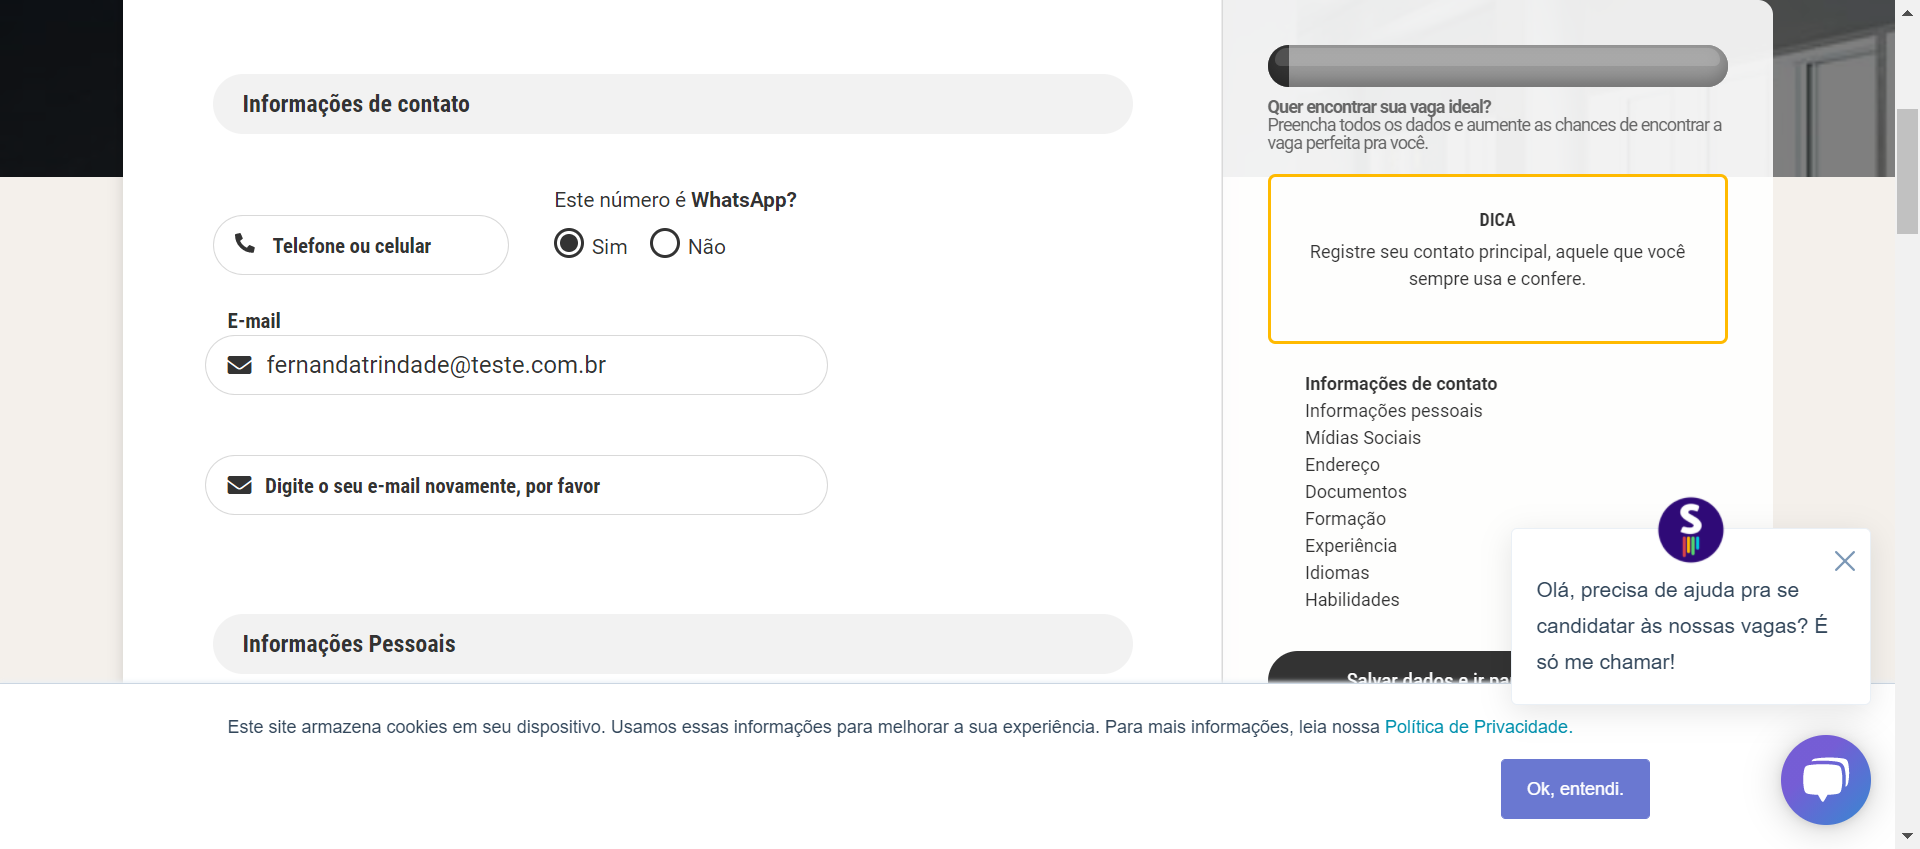 Informações de contato
Este número é WhatsApp?
Telefone ou celular
Sim
Não
E-mail
fernandatrindade@teste.com.br
Digite o seu e-mail novamente, por favor
Informações Pessoais
Quer encontrar sua vaga ideal?
Preencha todos os dados e aumente as chances de encontrar a
vaga perfeita pra você.
DICA
Registre seu contato principal, aquele que você
sempre usa e confere.
Informações de contato
Informações pessoais
Mídias Sociais
Endereço
Documentos
Formação
Experiência
Idiomas
Habilidades
Salvar dados e ir
S
Olá, precisa de ajuda pra se
candidatar às nossas vagas? É
só me chamar!
Este site armazena cookies em seu dispositivo. Usamos essas informações para melhorar a sua experiência. Para mais informações, leia nossa Política de Privacidade.
Ok, entendi.